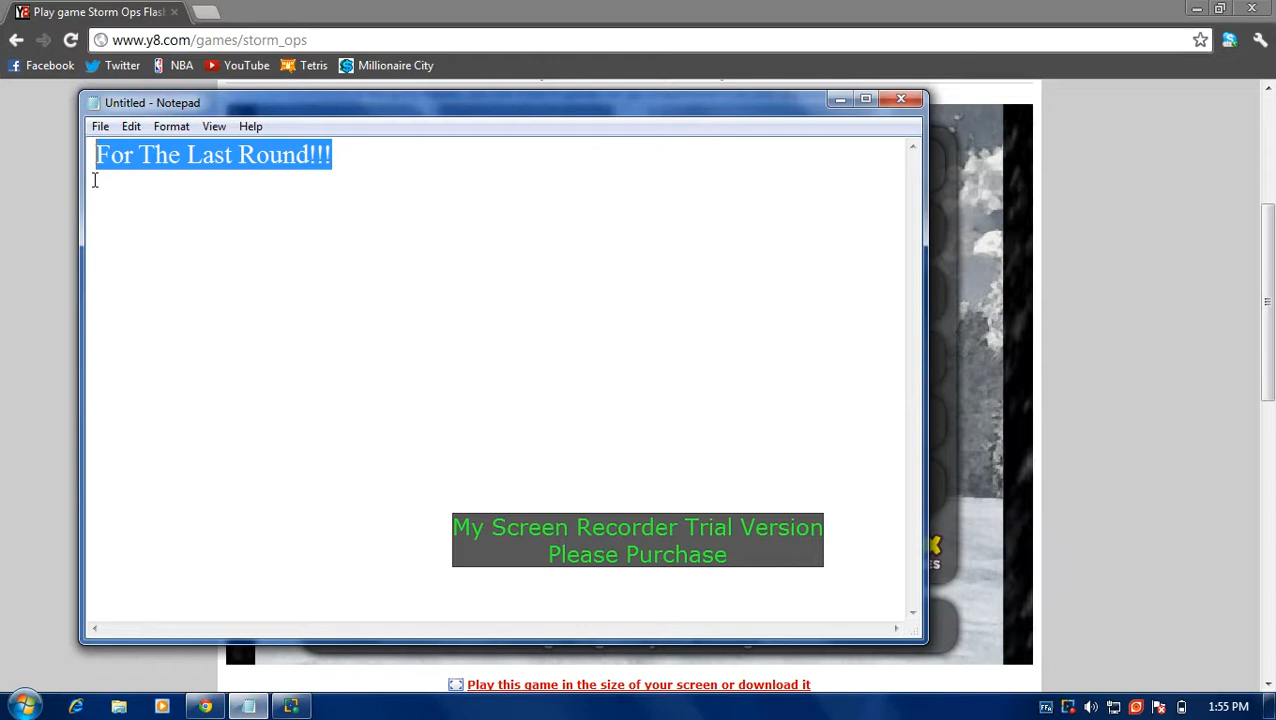 Play game Storm Ops Flash
www.y8.com/games/storm_ops
Facebook Twitter NBA YouTube Tetris Millionaire City
Untitled - Notepad
File Edit Format View Help
For The Last Round!!!
My Screen Recorder Trial Version
Please Purchase
Play this game in the size of your screen or download it
1:55 PM